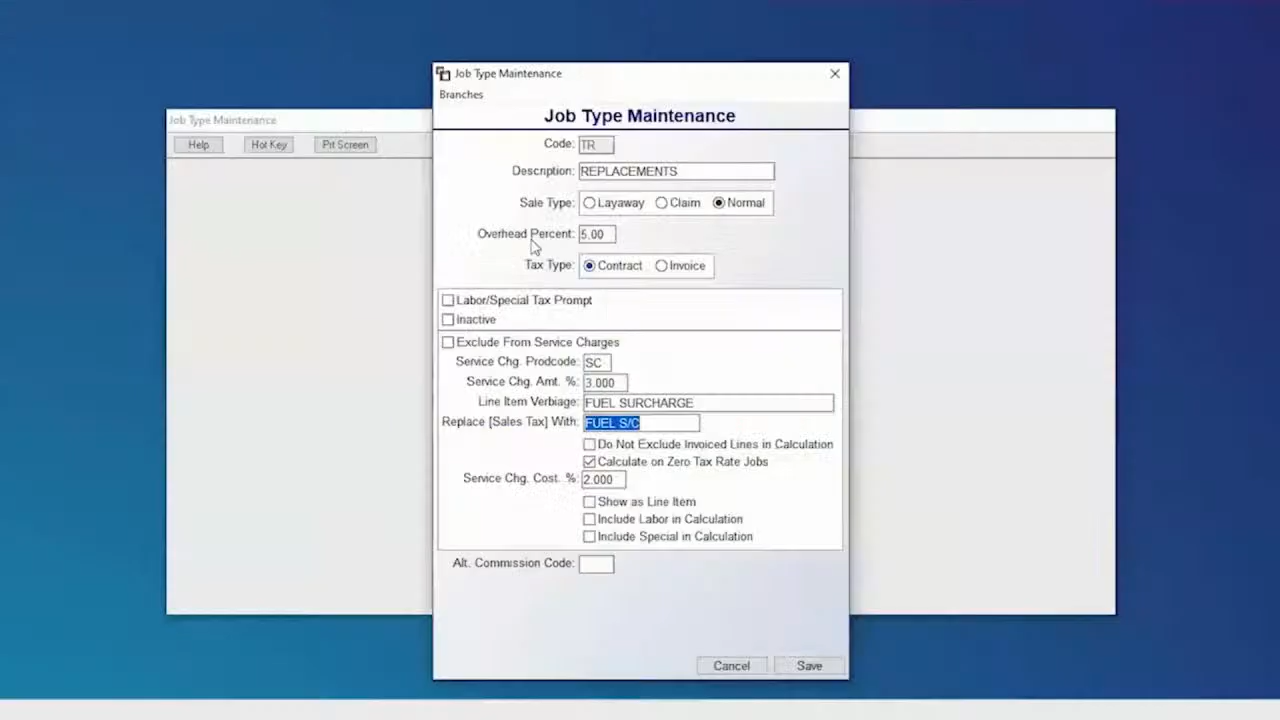 Job Type Maintenance
Branches
Job Type Maintenance
Job Type Maintenance
Help Hot Key Prt Screen
Code: TR
Description: REPLACEMENTS
Sale Type: Layaway Claim Normal
Overhead Percent: 5.00
Tax Type: Contract Invoice
Labor/Special Tax Prompt
Inactive
Exclude From Service Charges
Service Chg. Prodcode: SC
Service Chg. Amt. %: 3.000
Line Item Verbiage: FUEL SURCHARGE
Replace [Sales Tax] With: FUEL S/C
Do Not Exclude Invoiced Lines in Calculation
Calculate on Zero Tax Rate Jobs
Service Chg. Cost. %: 2.000
Show as Line Item
Include Labor in Calculation
Include Special in Calculation
Alt. Commission Code:
Cancel Save